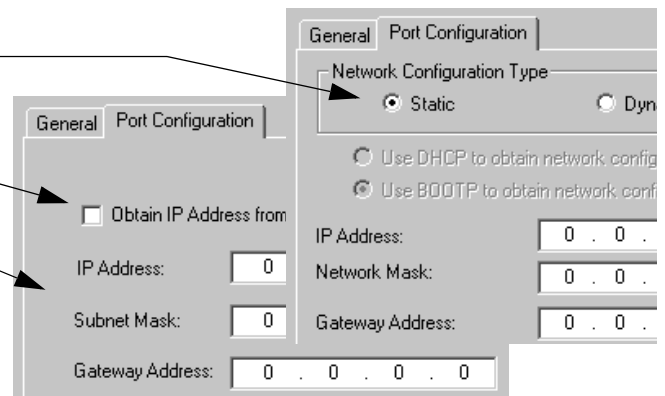 General Port Configuration
Network Configuration Type
Static
Use DHCP to obtain network
Use BOOTP to obtain network
IP Address: 0 . 0 .
Network Mask: 0 . 0 .
Gateway Address: 0 . 0 .
General Port Configuration
Obtain IP Address from
IP Address: 0
Subnet Mask: 0
Gateway Address: 0 . 0 . 0 . 0